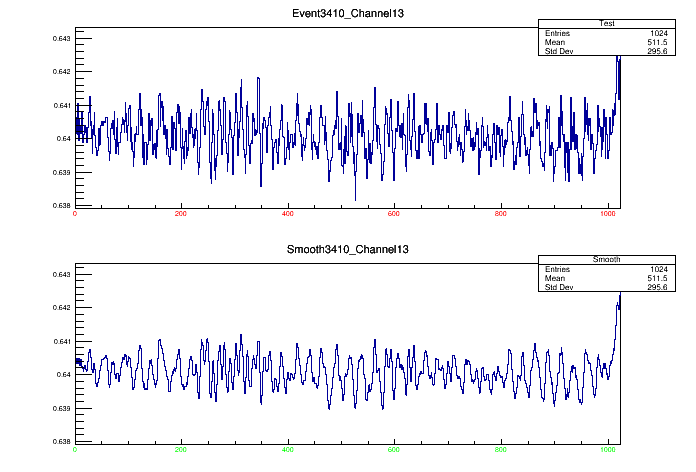 Event3410_Channel13
Test
Entries 1024
Mean 511.5
Std Dev 295.6
0.643
0.642
0.641
0.64
0.639
0.638
0 200 400 600 800 1000
Smooth3410_Channel13
Smooth
Entries 1024
Mean 511.5
Std Dev 295.6
0.643
0.642
0.641
0.64
0.639
0.638
0 200 400 600 800 1000